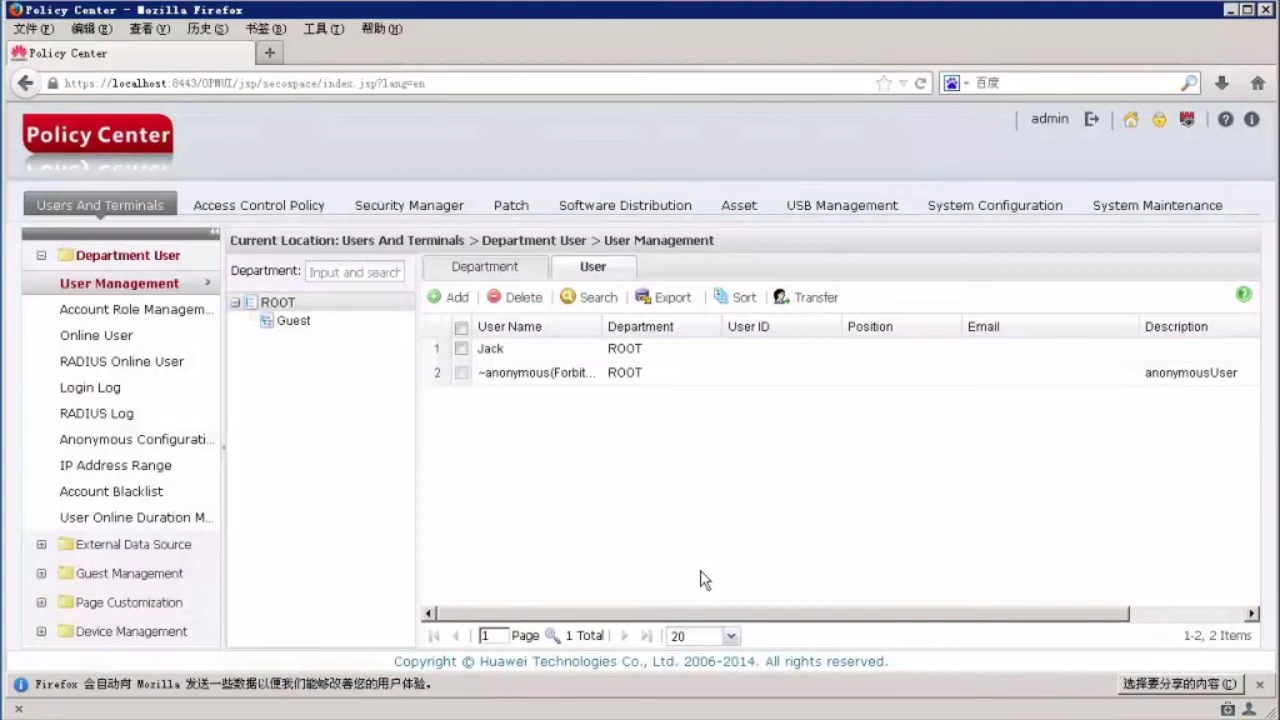 Policy Center - Mozilla Firefox
文件(F) 编辑(E) 查看(V) 历史(S) 书签(B) 工具(T) 帮助(H)
Policy Center
https://localhost:8443/OPMUI/jsp/secospace/index.jsp?lang=en
百度
Policy Center
admin
Users And Terminals Access Control Policy Security Manager Patch Software Distribution Asset USB Management System Configuration System Maintenance
Current Location: Users And Terminals > Department User > User Management
Department User
User Management
Account Role Managem...
Online User
RADIUS Online User
Login Log
RADIUS Log
Anonymous Configurati...
IP Address Range
Account Blacklist
User Online Duration M...
External Data Source
Guest Management
Page Customization
Device Management
Department: Input and search
ROOT
Guest
Department User
Add Delete Search Export Sort Transfer
User Name Department User ID Position Email Description
1 Jack ROOT
2 ~anonymous(Forbit... ROOT anonymousUser
1 Page 1 Total 20 1-2, 2 Items
Copyright © Huawei Technologies Co., Ltd. 2006-2014. All rights reserved.
Firefox 会自动向 Mozilla 发送一些数据以便我们能够改善您的用户体验。 选择要分享的内容(C)